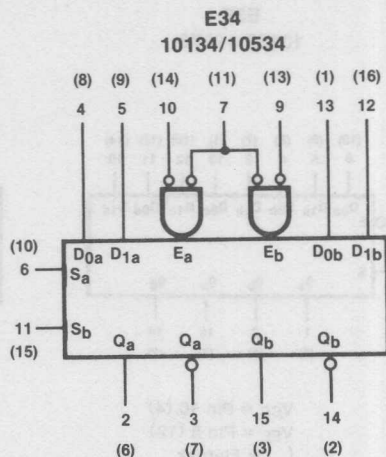 E34
10134/10534
(8) (9) (14) (11) (13) (1) (16)
4 5 10 7 9 13 12
(10)
6
D0a D1a Ea Eb D0b D1b
Sa
11 Sb
(15)
Qa Qa Qb Qb
2 3 15 14
(6) (7) (3) (2)